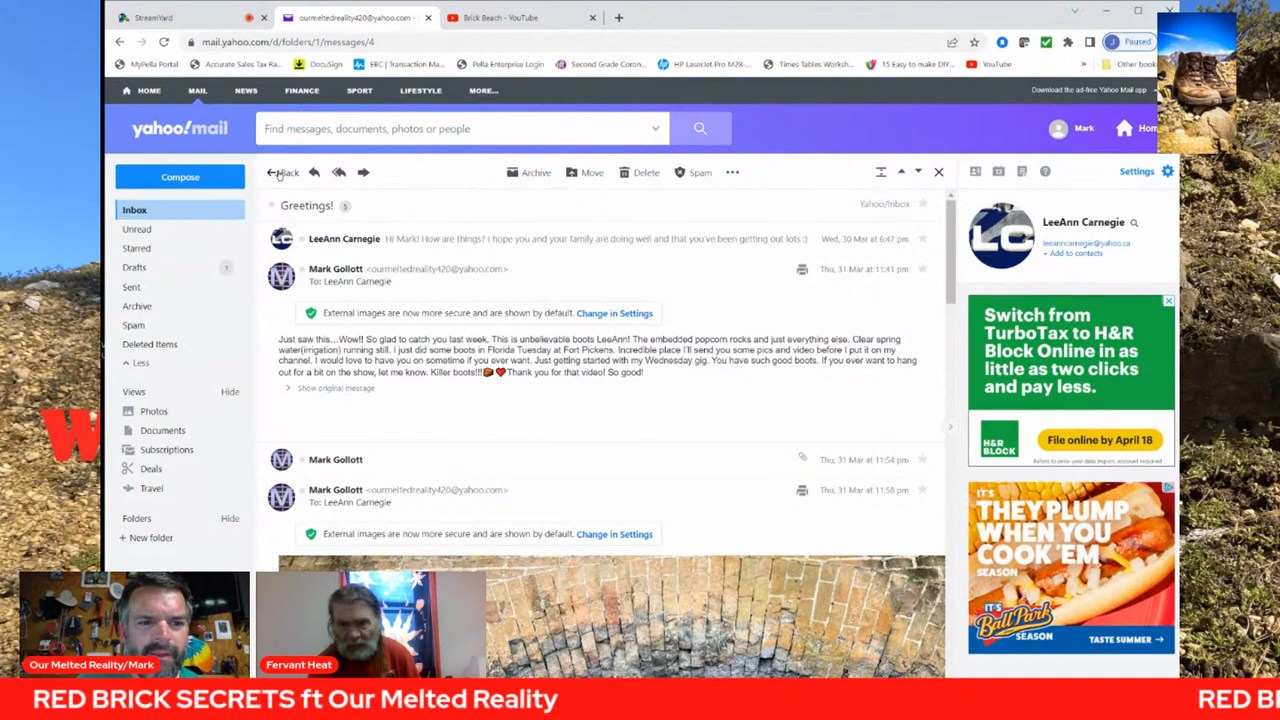 StreamYard
ourmeltedreality420@yahoo.com -
Brick Beach - YouTube
mail.yahoo.com/d/folders/1/messages/4
Paused
MyPella Portal
Accurate Sales Tax Ra...
DocuSign
EBC | Transaction Ma...
Pella Enterprise Login
Second Grade Coron...
HP LaserJet Pro M28-...
Times Tables Worksh...
15 Easy to make DIY...
YouTube
Other book
HOME MAIL NEWS FINANCE SPORT LIFESTYLE MORE...
Download the ad-free Yahoo Mail app
yahoo!mail
Find messages, documents, photos or people
Mark
Hom
Compose
Back
Archive Move Delete Spam
Settings
Inbox
Unread
Starred
Drafts 1
Sent
Archive
Spam
Deleted Items
Less
Views Hide
Photos
Documents
Subscriptions
Deals
Travel
Folders Hide
+ New folder
Greetings! 5
Yahoo/Inbox
LeeAnn Carnegie Hi Mark! How are things? I hope you and your family are doing well and that you've been getting out lots :) Wed, 30 Mar at 6:47 pm
Mark Gollott <ourmeltedreality420@yahoo.com> Thu, 31 Mar at 11:41 pm
To: LeeAnn Carnegie
External images are now more secure and are shown by default. Change in Settings
Just saw this…Wow!! So glad to catch you last week. This is unbelievable boots LeeAnn! The embedded popcorn rocks and just everything else. Clear spring
water(irrigation) running still. I just did some boots in Florida Tuesday at Fort Pickens. Incredible place I'll send you some pics and video before I put it on my
channel. I would love to have you on sometime if you ever want. Just getting started with my Wednesday gig. You have such good boots. If you ever want to hang
out for a bit on the show, let me know. Killer boots!!!🥾❤️Thank you for that video! So good!
Show original message
Mark Gollott Thu, 31 Mar at 11:54 pm
Mark Gollott <ourmeltedreality420@yahoo.com> Thu, 31 Mar at 11:58 pm
To: LeeAnn Carnegie
External images are now more secure and are shown by default. Change in Settings
LC
LeeAnn Carnegie
leeanncarnegie@yahoo.ca
+ Add to contacts
Switch from
TurboTax to H&R
Block Online in as
little as two clicks
and pay less.
H&R
BLOCK
File online by April 18
IT'S
THEY PLUMP
WHEN YOU
COOK 'EM
SEASON
IT'S
Ball Park
SEASON
TASTE SUMMER
W
Our Melted Reality/Mark
Fervant Heat
RED BRICK SECRETS ft Our Melted Reality
RED B